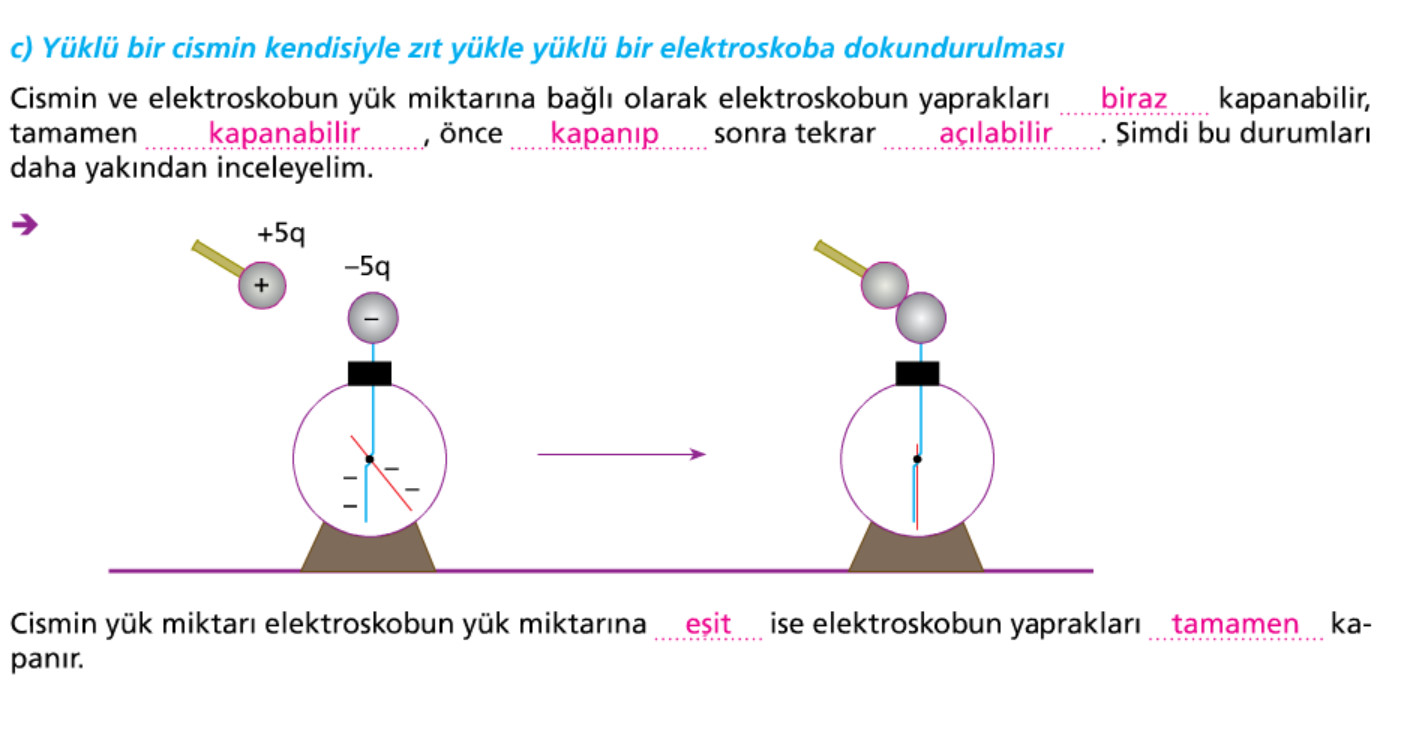 c) Yüklü bir cismin kendisiyle zıt yükle yüklü bir elektroskoba dokundurulması
Cismin ve elektroskobun yük miktarına bağlı olarak elektroskobun yaprakları biraz kapanabilir,
tamamen kapanabilir, önce kapanıp sonra tekrar açılabilir. Şimdi bu durumları
daha yakından inceleyelim.
➔
+5q
–5q
+
–
–
–
–
–
Cismin yük miktarı elektroskobun yük miktarına eşit ise elektroskobun yaprakları tamamen ka-
panır.